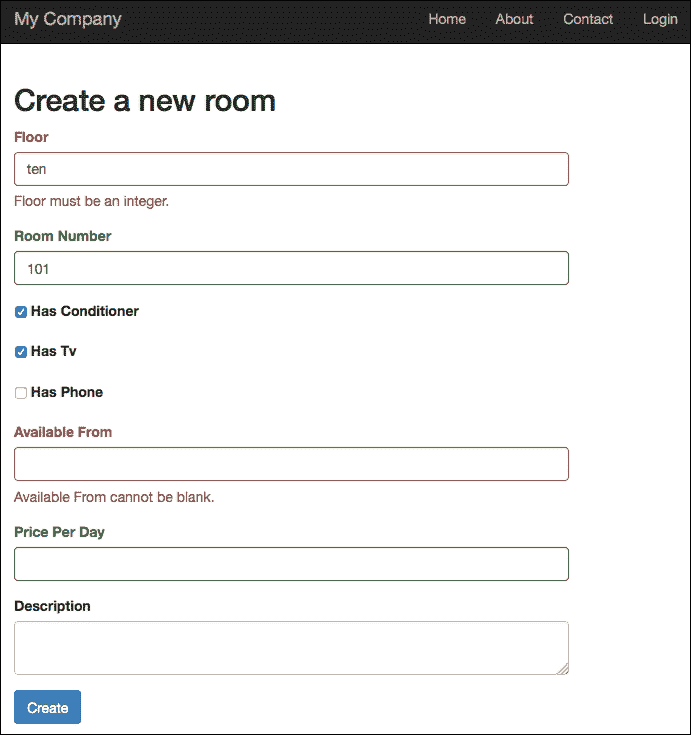 My Company Home About Contact Login
Create a new room
Floor
ten
Floor must be an integer.
Room Number
101
Has Conditioner
Has Tv
Has Phone
Available From
Available From cannot be blank.
Price Per Day
Description
Create